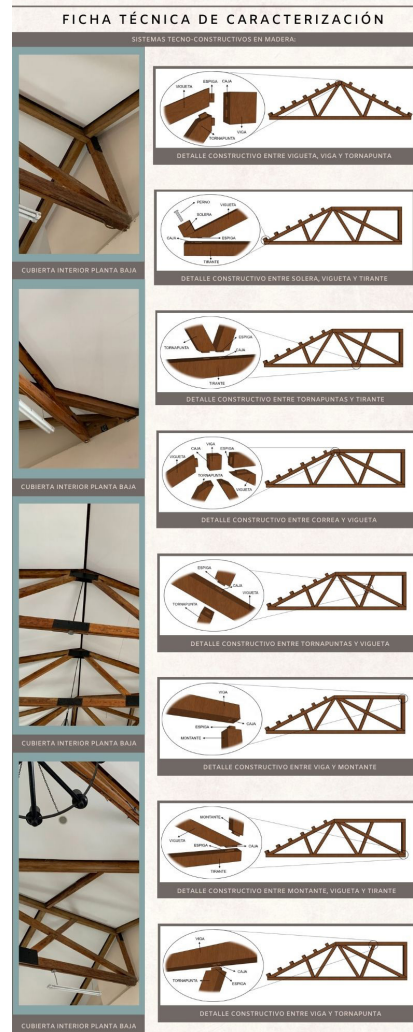 FICHA TÉCNICA DE CARACTERIZACIÓN
SISTEMAS TECNO-CONSTRUCTIVOS EN MADERA:
CUBIERTA INTERIOR PLANTA BAJA
CUBIERTA INTERIOR PLANTA BAJA
CUBIERTA INTERIOR PLANTA BAJA
CUBIERTA INTERIOR PLANTA BAJA
ESPIGA CAJA
VIGUETA
VIGA
TORNAPUNTA
DETALLE CONSTRUCTIVO ENTRE VIGUETA, VIGA Y TORNAPUNTA
PERNO
VIGUETA
SOLERA
CAJA
ESPIGA
TIRANTE
DETALLE CONSTRUCTIVO ENTRE SOLERA, VIGUETA Y TIRANTE
ESPIGA
TORNAPUNTA
CAJA
TIRANTE
DETALLE CONSTRUCTIVO ENTRE TORNAPUNTAS Y TIRANTE
VIGA
CAJA ESPIGA
VIGUETA
TORNAPUNTA
VIGUETA
DETALLE CONSTRUCTIVO ENTRE CORREA Y VIGUETA
ESPIGA
CAJA
VIGUETA
TORNAPUNTA
DETALLE CONSTRUCTIVO ENTRE TORNAPUNTAS Y VIGUETA
VIGA
CAJA
ESPIGA
MONTANTE
DETALLE CONSTRUCTIVO ENTRE VIGA Y MONTANTE
MONTANTE
VIGUETA
ESPIGA
CAJA
TIRANTE
DETALLE CONSTRUCTIVO ENTRE MONTANTE, VIGUETA Y TIRANTE
VIGA
CAJA
TORNAPUNTA
ESPIGA
DETALLE CONSTRUCTIVO ENTRE VIGA Y TORNAPUNTA